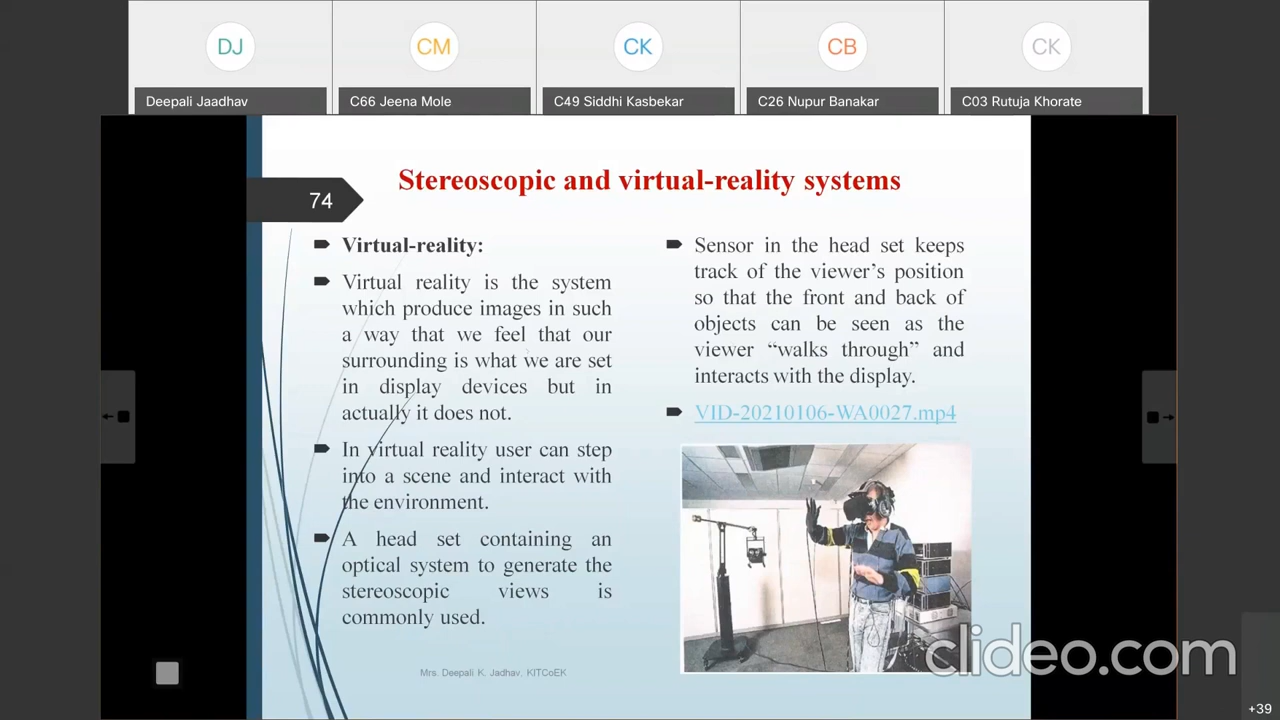 DJ
CM
CK
CB
CK
Deepali Jaadhav
C66 Jeena Mole
C49 Siddhi Kasbekar
C26 Nupur Banakar
C03 Rutuja Khorate
Stereoscopic and virtual-reality systems
74
Virtual-reality:
Virtual reality is the system
which produce images in such
a way that we feel that our
surrounding is what we are set
in display devices but in
actually it does not.
In virtual reality user can step
into a scene and interact with
the environment.
A head set containing an
optical system to generate the
stereoscopic views is
commonly used.
Sensor in the head set keeps
track of the viewer’s position
so that the front and back of
objects can be seen as the
viewer “walks through” and
interacts with the display.
VID-20210106-WA0027.mp4
Mrs. Deepali K. Jadhav, KITCoEK
clideo.com
+39